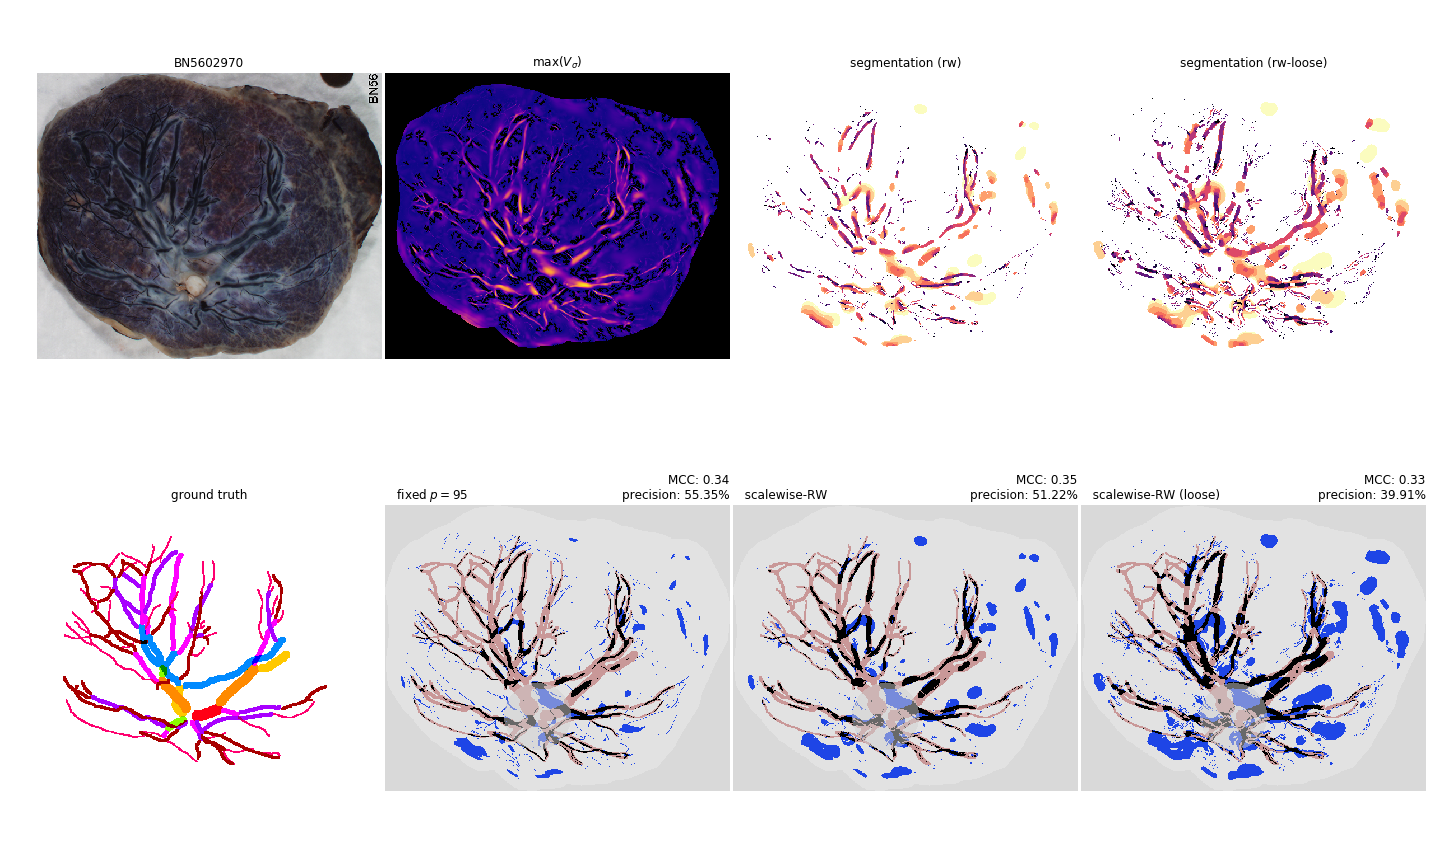 BN5602970
max(V_σ)
segmentation (rw)
segmentation (rw-loose)
BN56
ground truth
fixed p = 95
MCC: 0.34
precision: 55.35%
scalewise-RW
MCC: 0.35
precision: 51.22%
scalewise-RW (loose)
MCC: 0.33
precision: 39.91%